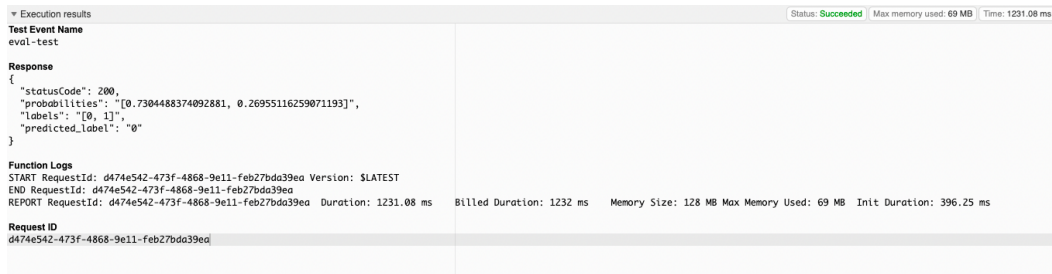 ▼ Execution results
Status: Succeeded Max memory used: 69 MB Time: 1231.08 ms
Test Event Name
eval-test
Response
{
"statusCode": 200,
"probabilities": "[0.7304488374092881, 0.26955116259071193]",
"labels": "[0, 1]",
"predicted_label": "0"
}
Function Logs
START RequestId: d474e542-473f-4868-9e11-feb27bda39ea Version: $LATEST
END RequestId: d474e542-473f-4868-9e11-feb27bda39ea
REPORT RequestId: d474e542-473f-4868-9e11-feb27bda39ea Duration: 1231.08 ms Billed Duration: 1232 ms Memory Size: 128 MB Max Memory Used: 69 MB Init Duration: 396.25 ms
Request ID
d474e542-473f-4868-9e11-feb27bda39ea